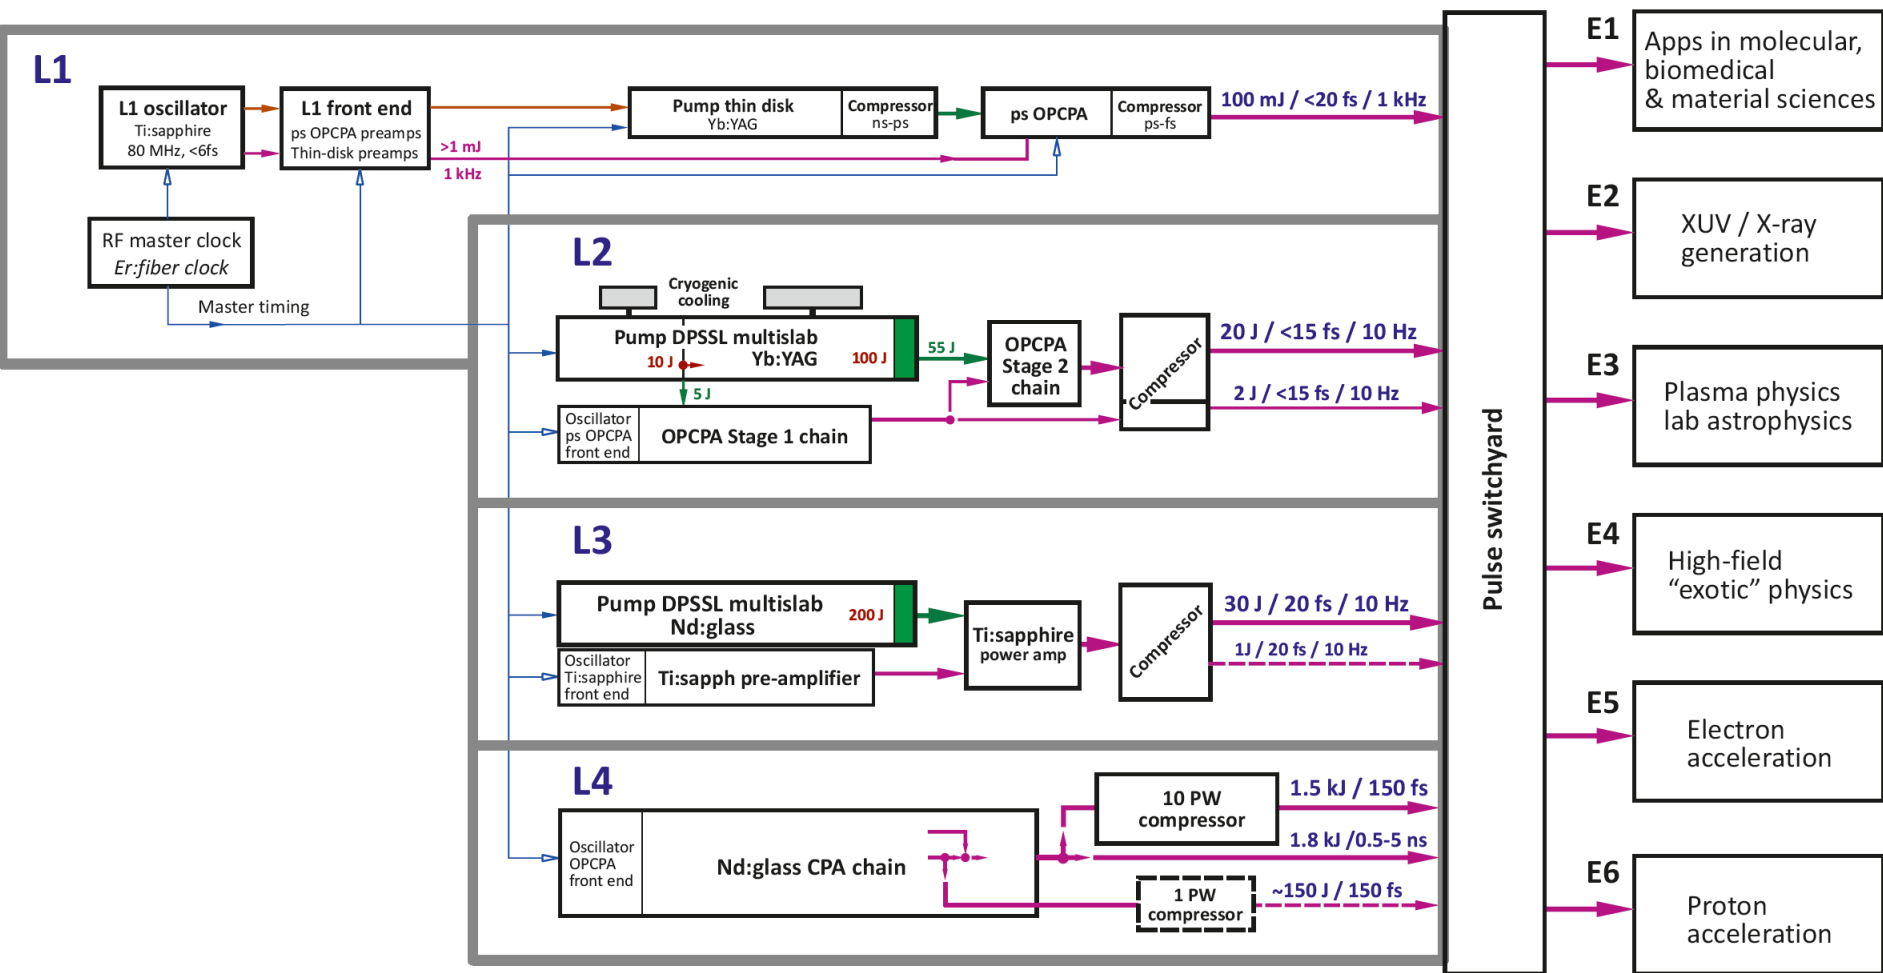 L1
L1 oscillator
Ti:sapphire
80 MHz, <6fs
L1 front end
ps OPCPA preamps
Thin-disk preamps
>1 mJ
1 kHz
Pump thin disk
Yb:YAG
Compressor
ns-ps
ps OPCPA
Compressor
ps-fs
100 mJ / <20 fs / 1 kHz
RF master clock
Er:fiber clock
Master timing
L2
Cryogenic
cooling
Pump DPSSL multislab
Yb:YAG
10 J
100 J
55 J
5 J
Oscillator
ps OPCPA
front end
OPCPA Stage 1 chain
OPCPA
Stage 2
chain
Compressor
20 J / <15 fs / 10 Hz
2 J / <15 fs / 10 Hz
L3
Pump DPSSL multislab
Nd:glass
200 J
Oscillator
Ti:sapphire
front end
Ti:sapph pre-amplifier
Ti:sapphire
power amp
Compressor
30 J / 20 fs / 10 Hz
1J / 20 fs / 10 Hz
L4
Oscillator
OPCPA
front end
Nd:glass CPA chain
10 PW
compressor
1.5 kJ / 150 fs
1.8 kJ /0.5-5 ns
1 PW
compressor
~150 J / 150 fs
Pulse switchyard
E1
Apps in molecular,
biomedical
& material sciences
E2
XUV / X-ray
generation
E3
Plasma physics
lab astrophysics
E4
High-field
“exotic” physics
E5
Electron
acceleration
E6
Proton
acceleration